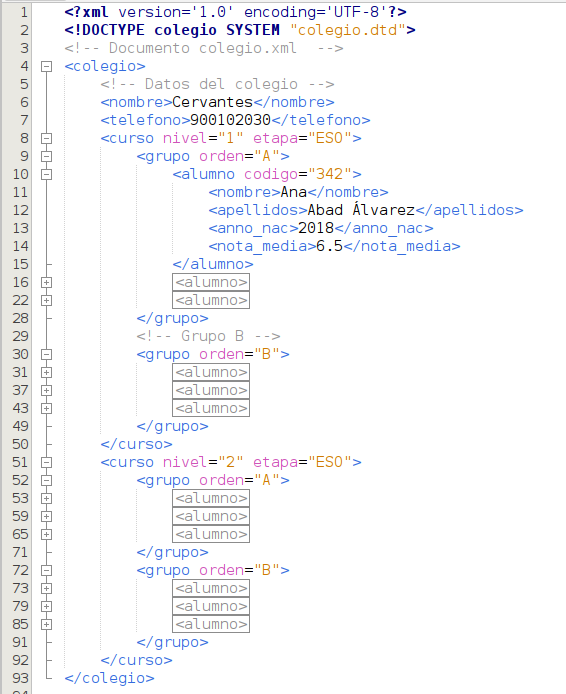 1 <?xml version='1.0' encoding='UTF-8'?>
2 <!DOCTYPE colegio SYSTEM "colegio.dtd">
3 <!-- Documento colegio.xml  -->
4 <colegio>
5 <!-- Datos del colegio -->
6 <nombre>Cervantes</nombre>
7 <telefono>900102030</telefono>
8 <curso nivel="1" etapa="ESO">
9 <grupo orden="A">
10 <alumno codigo="342">
11 <nombre>Ana</nombre>
12 <apellidos>Abad Álvarez</apellidos>
13 <anno_nac>2018</anno_nac>
14 <nota_media>6.5</nota_media>
15 </alumno>
16 <alumno>
22 <alumno>
28 </grupo>
29 <!-- Grupo B -->
30 <grupo orden="B">
31 <alumno>
37 <alumno>
43 <alumno>
49 </grupo>
50 </curso>
51 <curso nivel="2" etapa="ESO">
52 <grupo orden="A">
53 <alumno>
59 <alumno>
65 <alumno>
71 </grupo>
72 <grupo orden="B">
73 <alumno>
79 <alumno>
85 <alumno>
91 </grupo>
92 </curso>
93 </colegio>